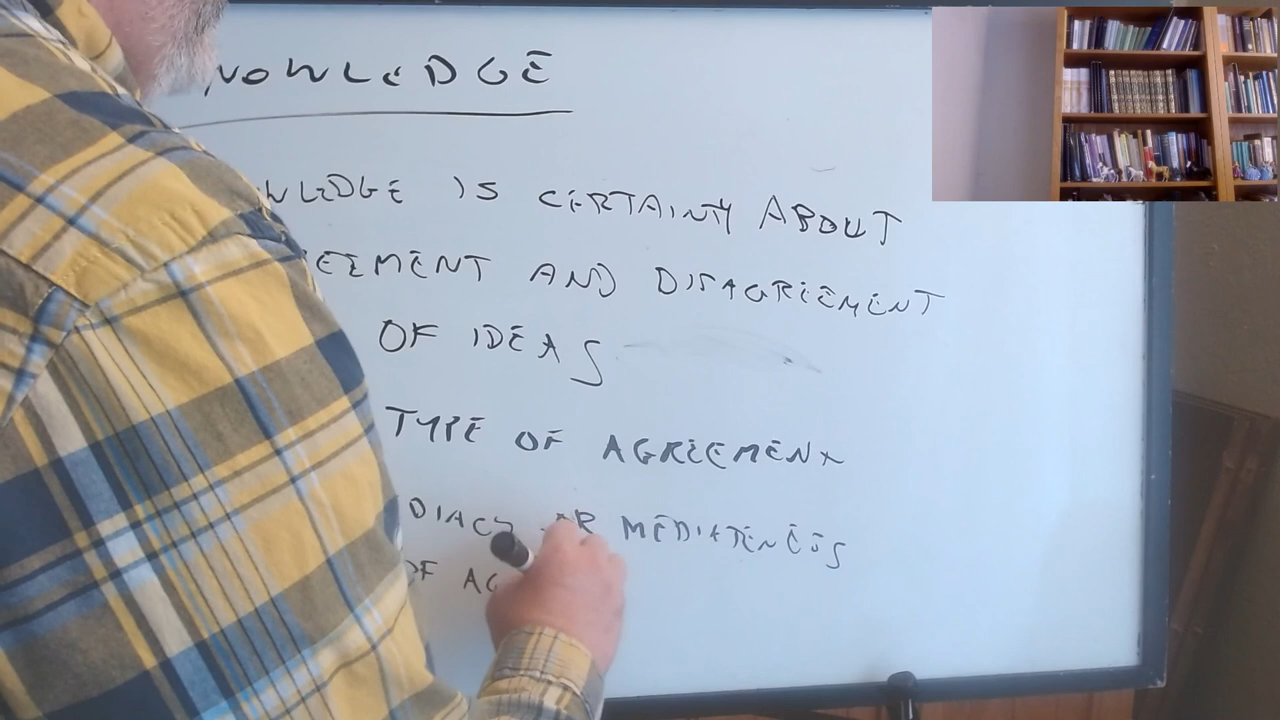 NOWLEDGE
WLEDGE IS CERTAINTY ABOUT
EEMENT AND DISAGREEMENT
OF IDEAS
TYPE OF AGREEMENT
DIACY OR MEDIATENESS
OF AG